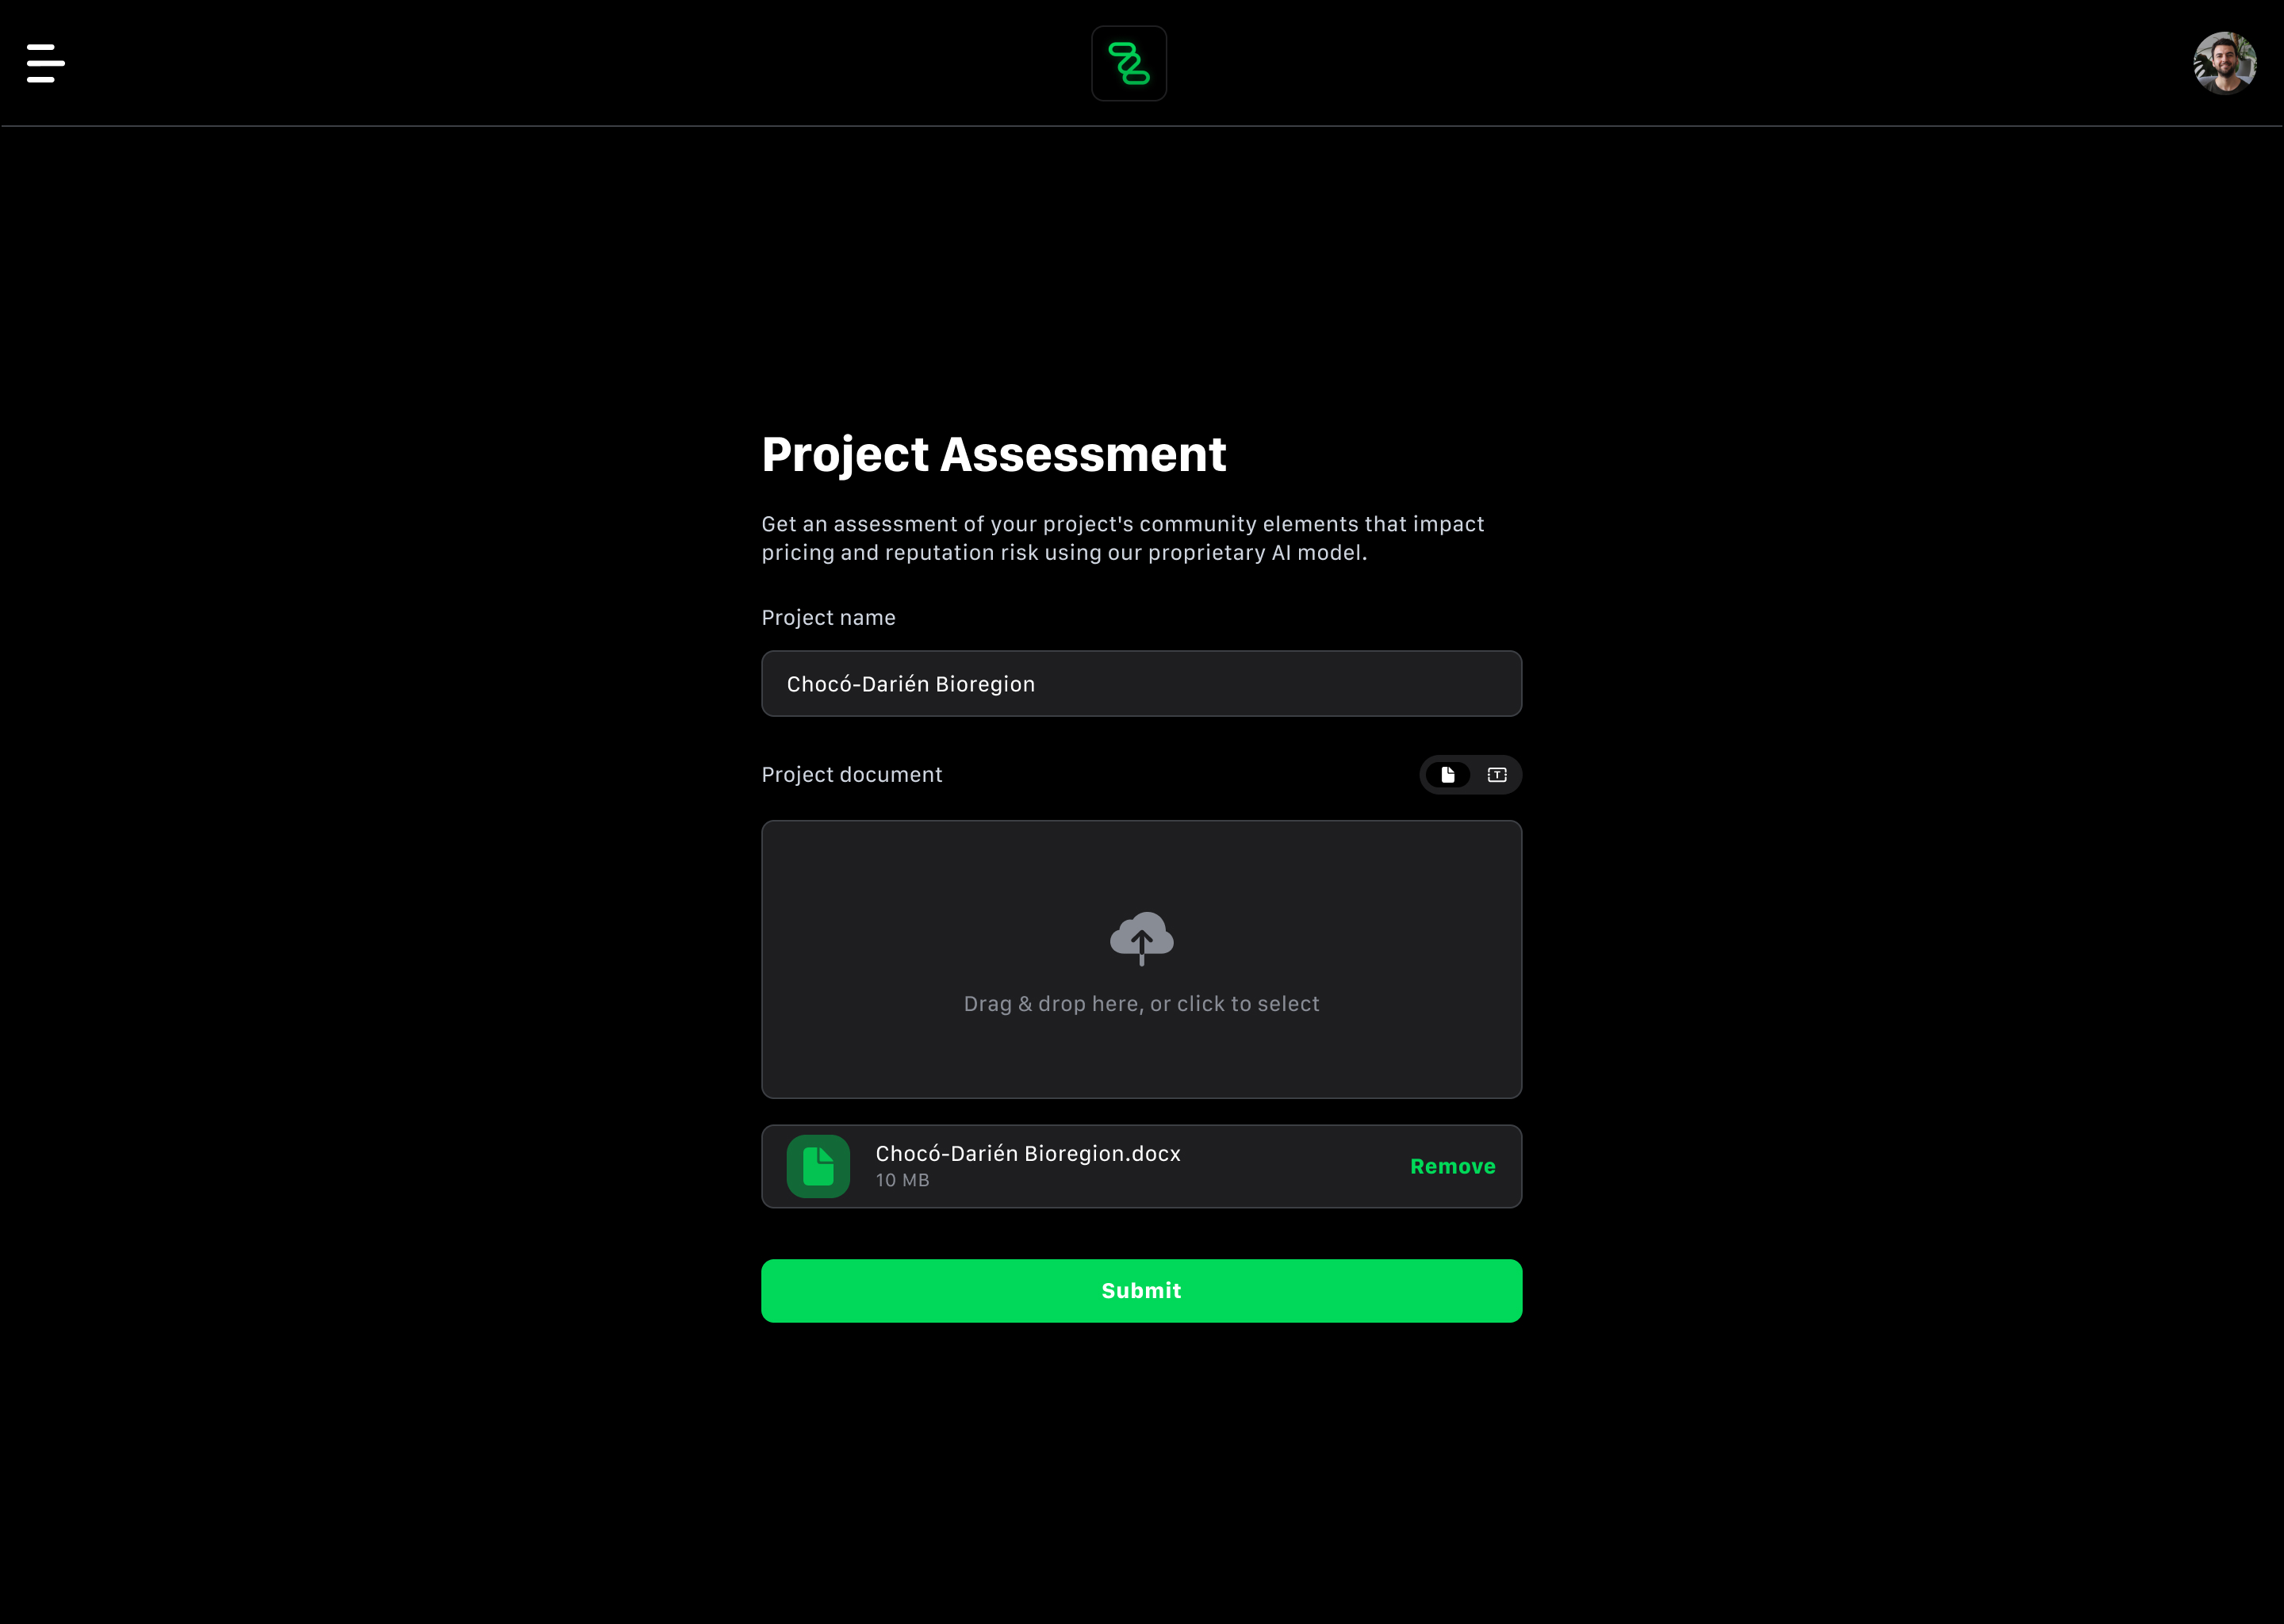 Project Assessment
Get an assessment of your project's community elements that impact
pricing and reputation risk using our proprietary AI model.
Project name
Chocó-Darién Bioregion
Project document
T
Drag & drop here, or click to select
Chocó-Darién Bioregion.docx
10 MB
Remove
Submit